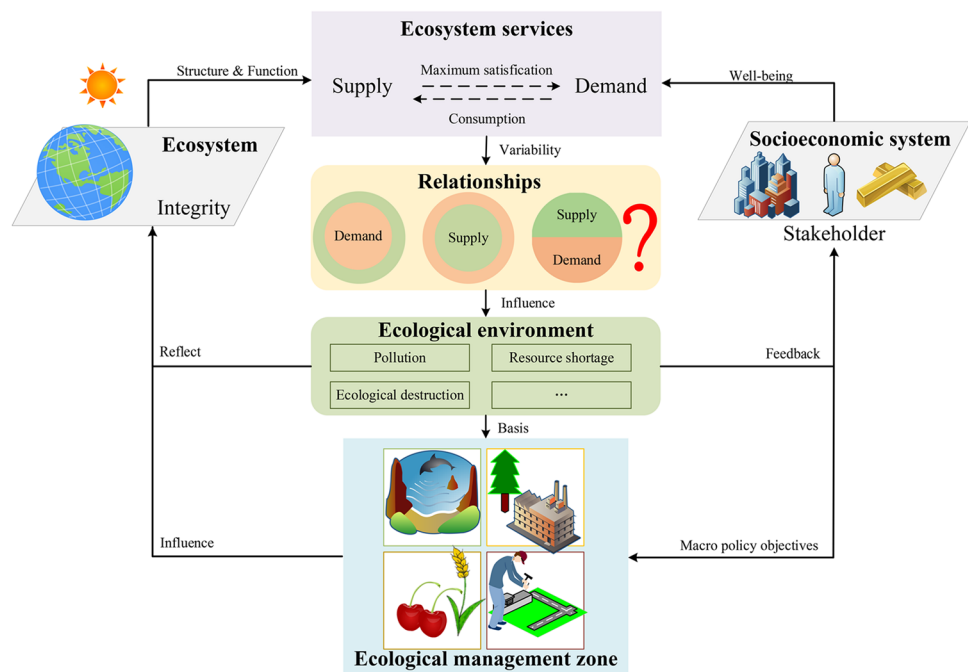 Ecosystem services
Structure & Function
Supply
Maximum satisfication
Demand
Consumption
Well-being
Variability
Ecosystem
Integrity
Socioeconomic system
Stakeholder
Relationships
Demand
Supply
Supply
Demand
?
Influence
Ecological environment
Pollution
Resource shortage
Ecological destruction
...
Reflect
Feedback
Basis
Influence
Macro policy objectives
Ecological management zone